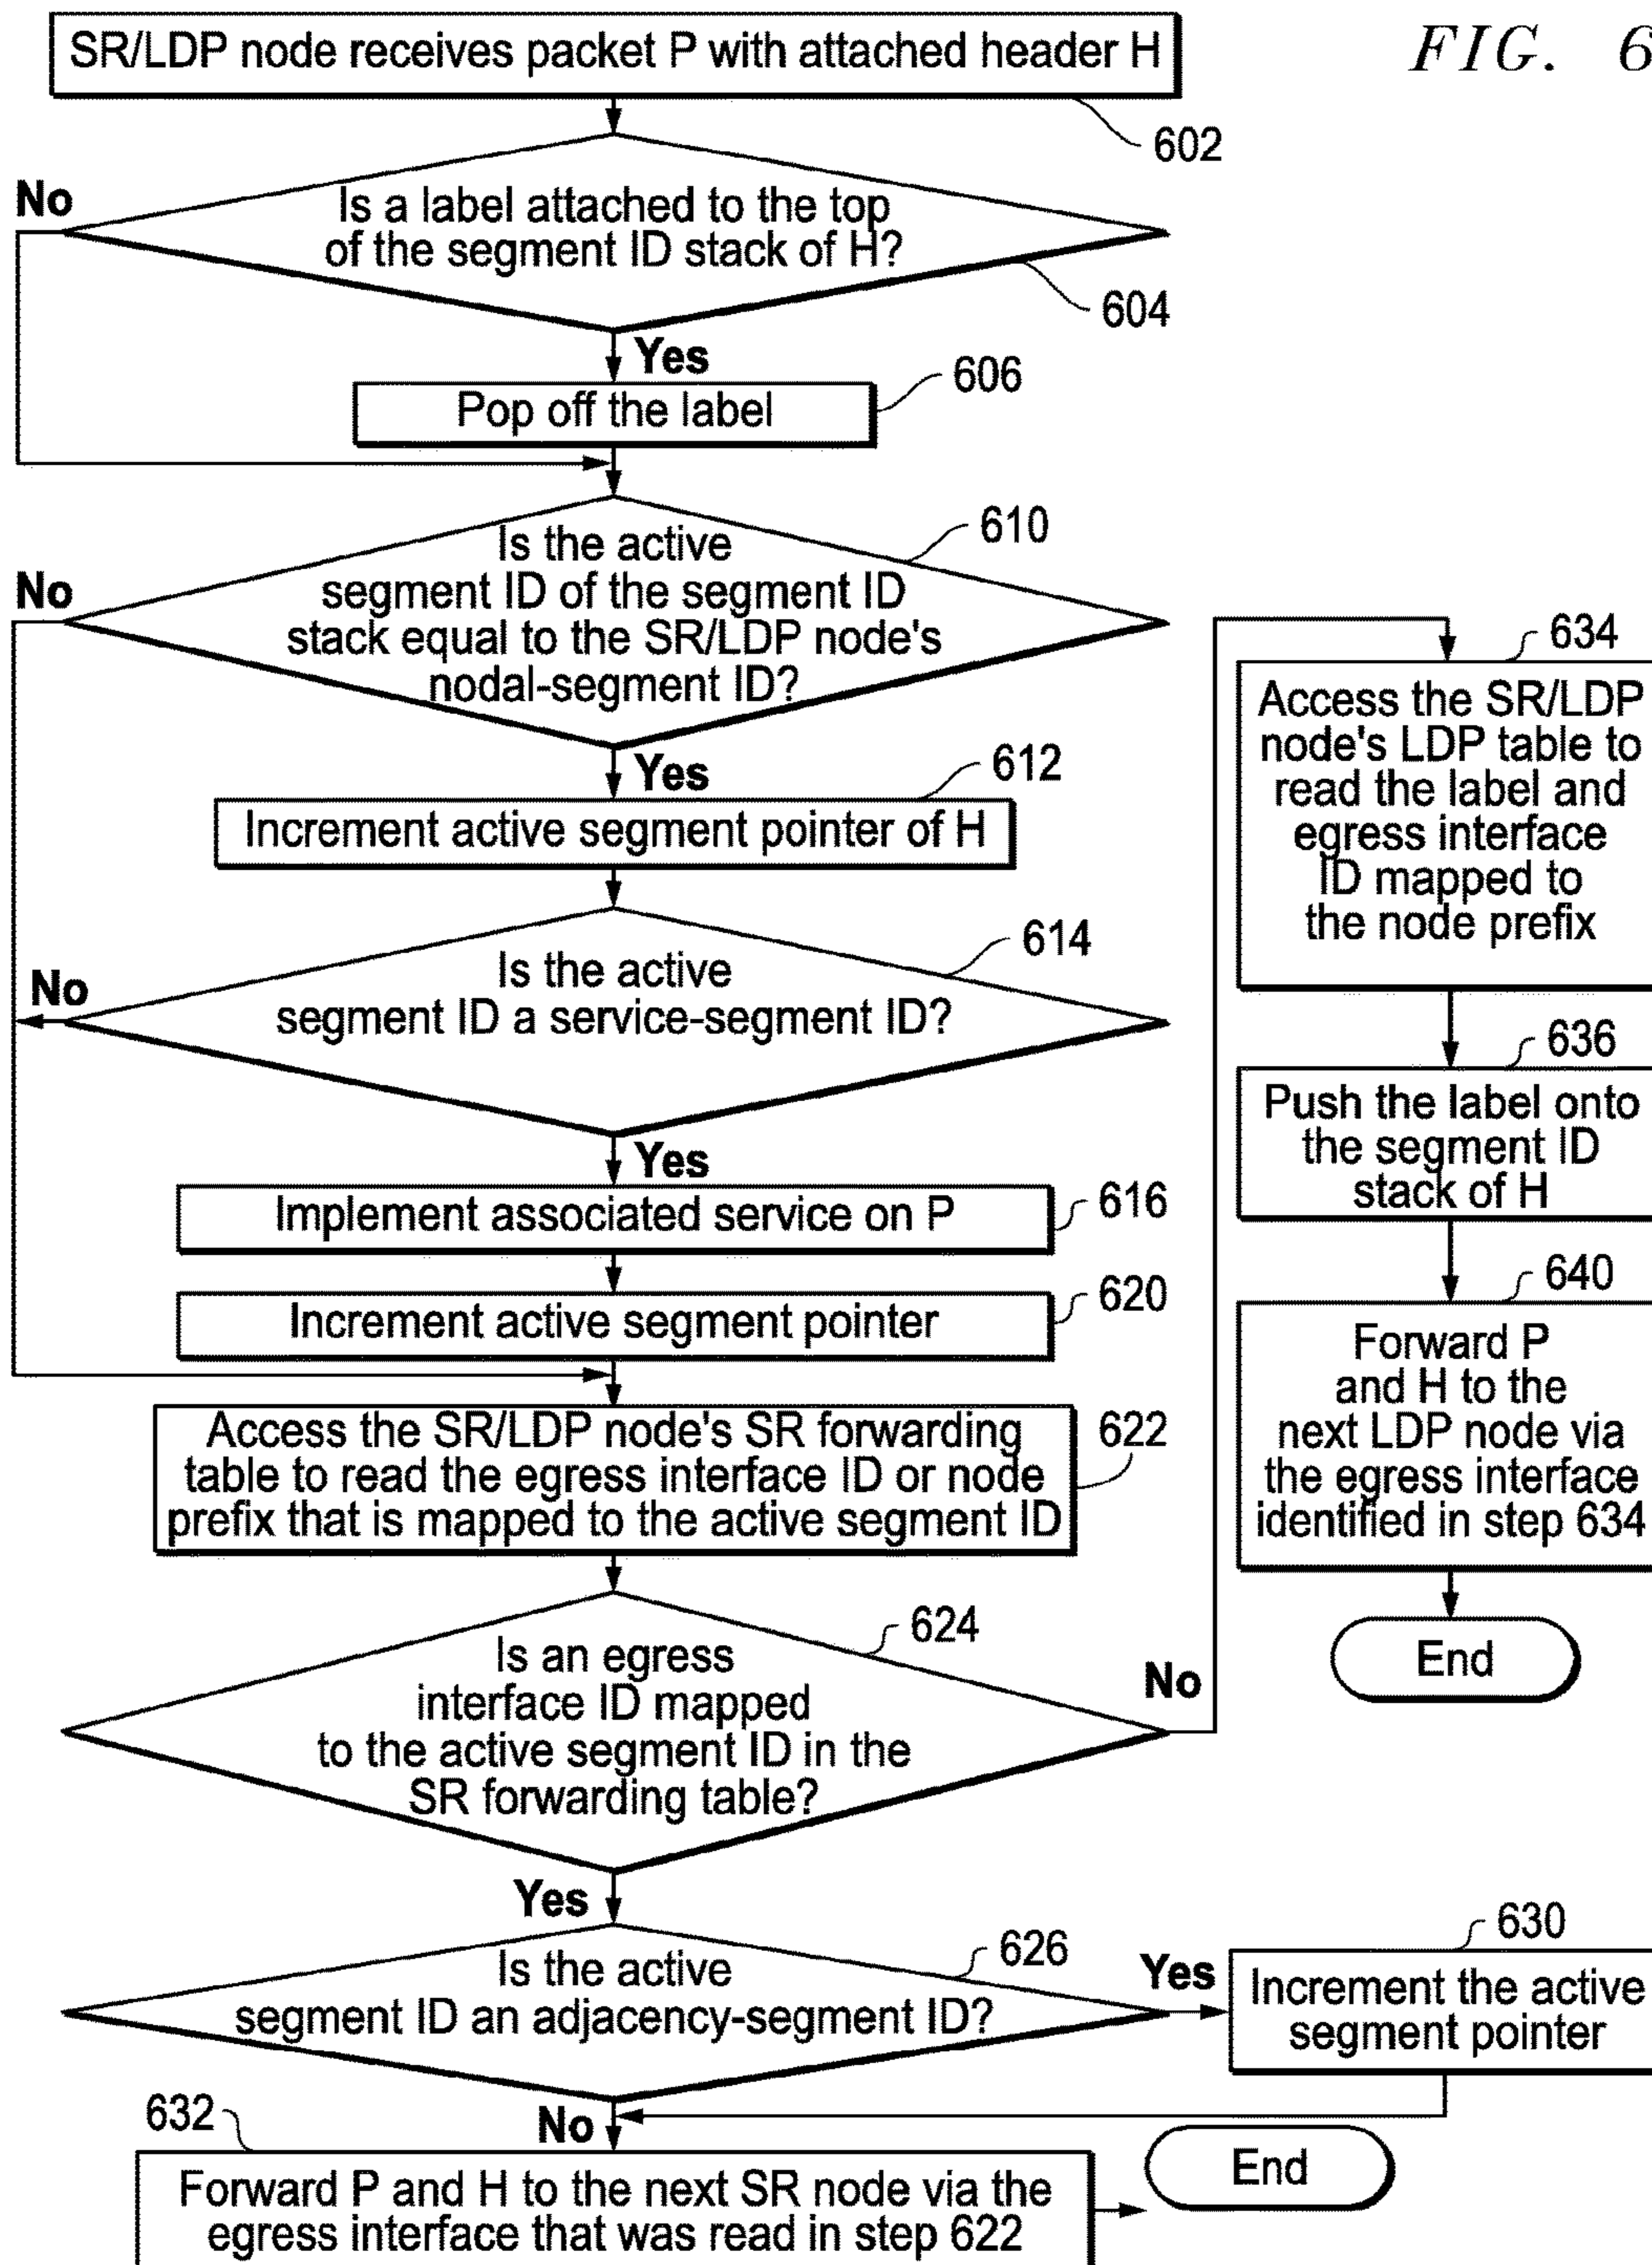 FIG. 6
SR/LDP node receives packet P with attached header H
602
No
Is a label attached to the top
of the segment ID stack of H?
604
Yes
606
Pop off the label
610
Is the active
segment ID of the segment ID
stack equal to the SR/LDP node's
nodal-segment ID?
No
Yes
612
Increment active segment pointer of H
614
Is the active
segment ID a service-segment ID?
No
Yes
Implement associated service on P
616
Increment active segment pointer
620
Access the SR/LDP node's SR forwarding
table to read the egress interface ID or node
prefix that is mapped to the active segment ID
622
624
Is an egress
interface ID mapped
to the active segment ID in the
SR forwarding table?
No
Yes
626
Is the active
segment ID an adjacency-segment ID?
Yes
630
Increment the active
segment pointer
No
632
Forward P and H to the next SR node via the
egress interface that was read in step 622
End
634
Access the SR/LDP
node's LDP table to
read the label and
egress interface
ID mapped to
the node prefix
636
Push the label onto
the segment ID
stack of H
640
Forward P
and H to the
next LDP node via
the egress interface
identified in step 634
End